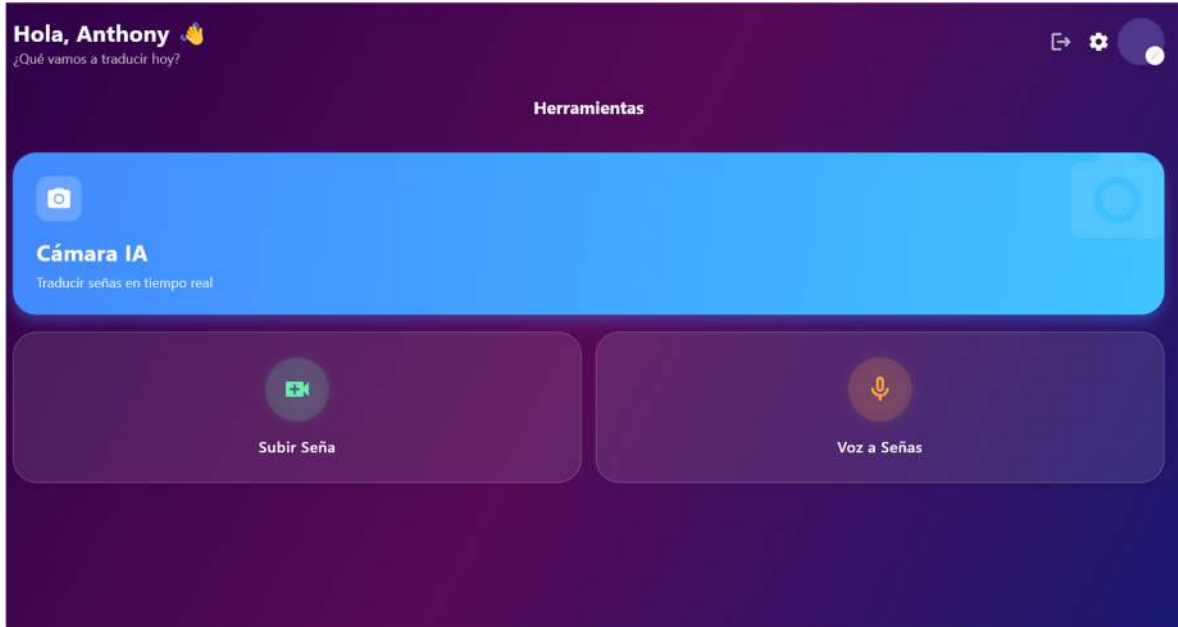 Hola, Anthony 👋
¿Qué vamos a traducir hoy?
Herramientas
Cámara IA
Traducir señas en tiempo real
Subir Seña
Voz a Señas